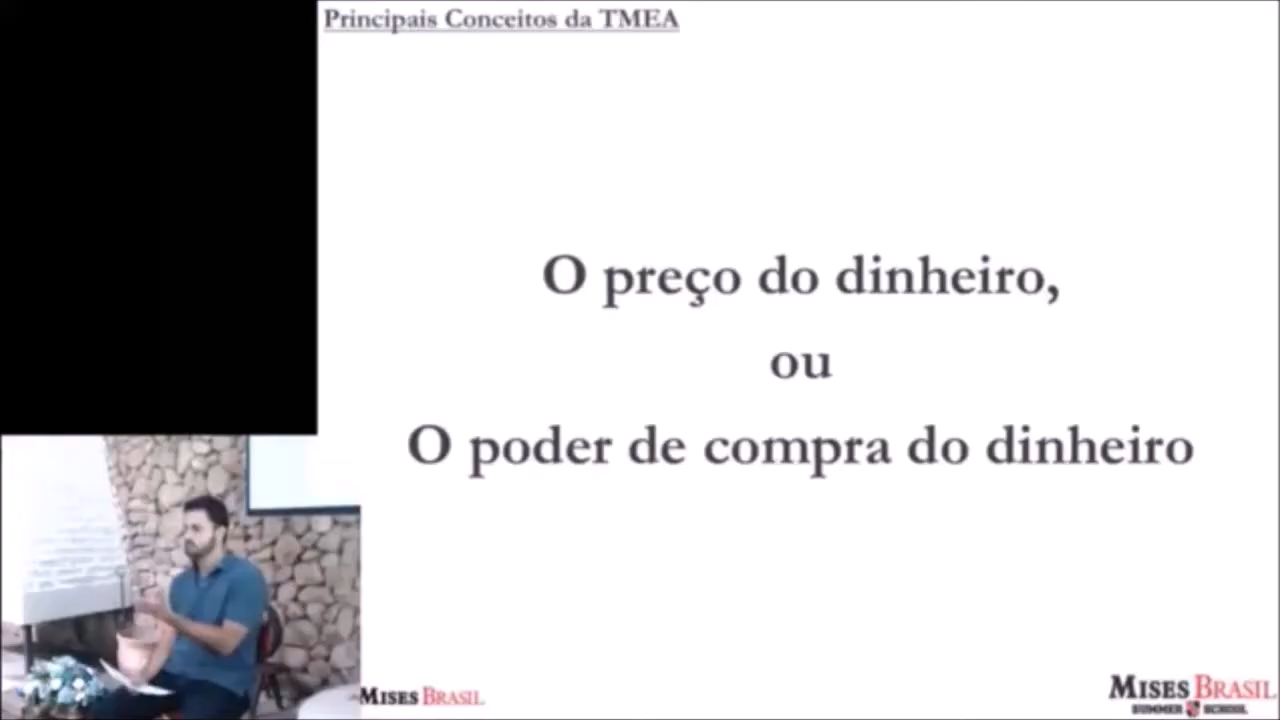 Principais Conceitos da TMEA
O preço do dinheiro,
ou
O poder de compra do dinheiro
MISES BRASIL
MISES BRASIL
SUMMER SCHOOL